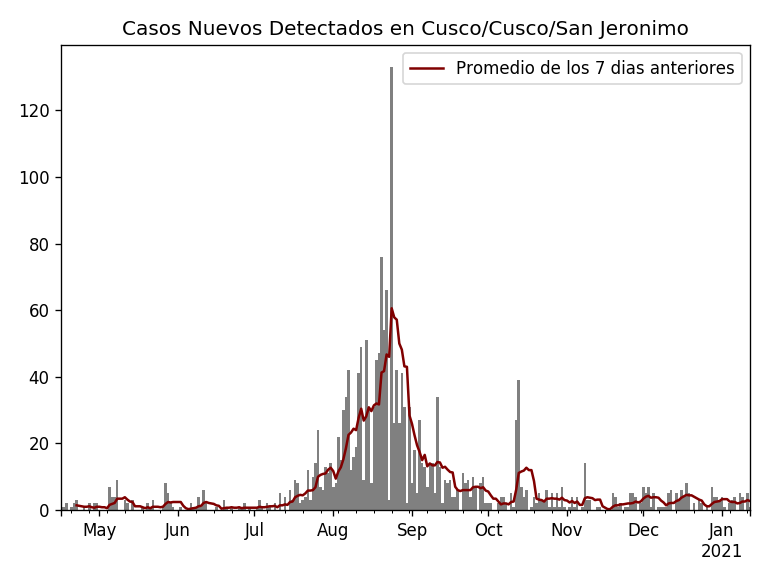 Casos Nuevos Detectados en Cusco/Cusco/San Jeronimo
Promedio de los 7 dias anteriores
120
100
80
60
40
20
0
May Jun Jul Aug Sep Oct Nov Dec Jan
2021